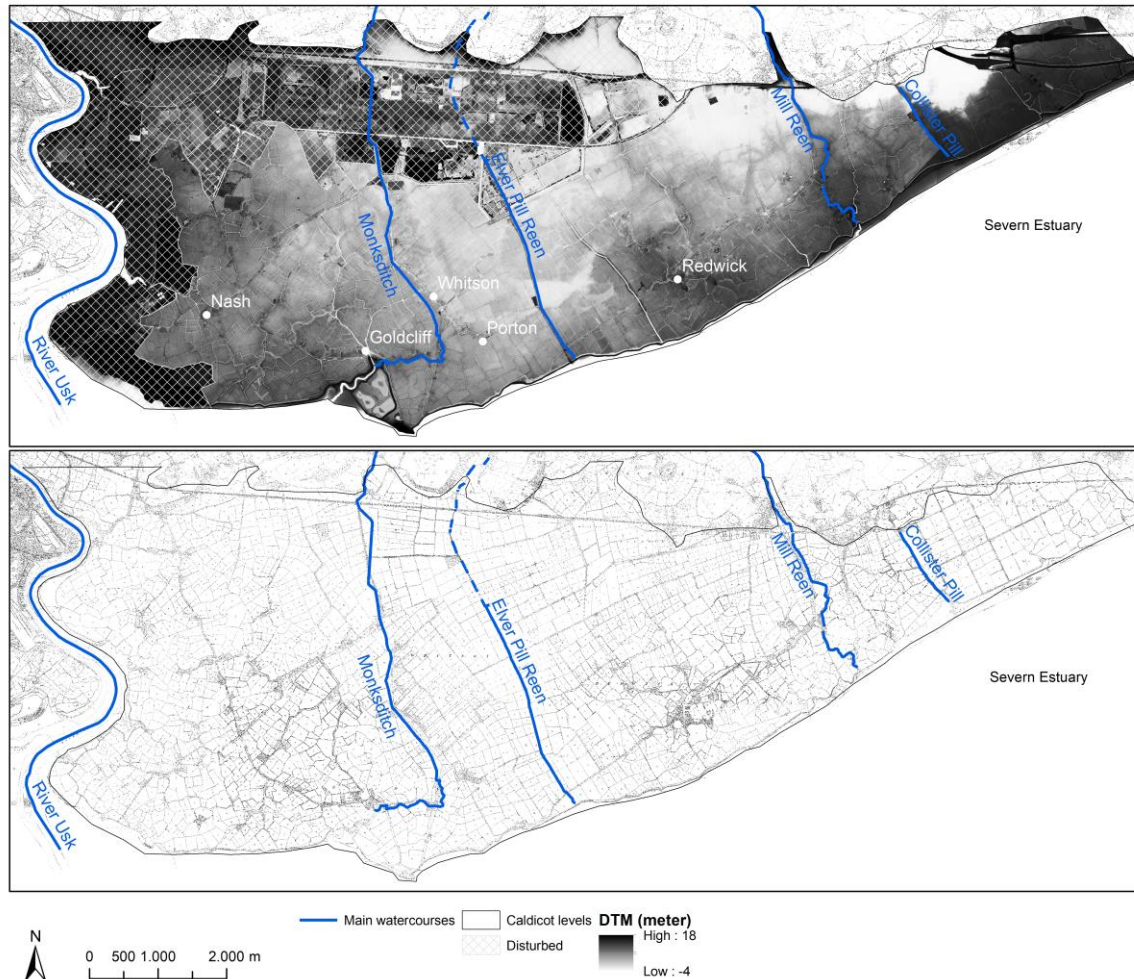 Mill Reen
Collister Pill
Elver Pill Reen
Monksditch
Severn Estuary
Redwick
Whitson
Nash
Porton
Goldcliff
River Usk
Mill Reen
Collister Pill
Elver Pill Reen
Monksditch
Severn Estuary
River Usk
Main watercourses
Caldicot levels
DTM (meter)
Disturbed
High : 18
Low : -4
N
0 500 1.000 2.000 m